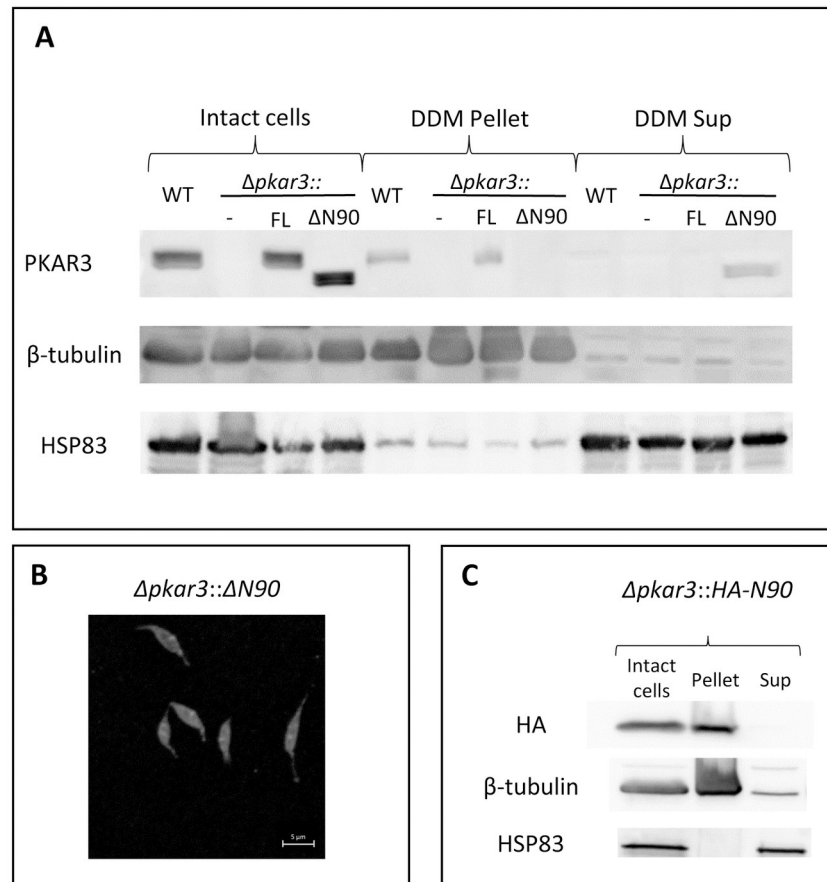 A
Intact cells DDM Pellet DDM Sup
WT Δpkar3:: WT Δpkar3:: WT Δpkar3::
- FL ΔN90 - FL ΔN90 - FL ΔN90
PKAR3
β-tubulin
HSP83
B
Δpkar3::ΔN90
5 μm
C
Δpkar3::HA-N90
Intact cells Pellet Sup
HA
β-tubulin
HSP83